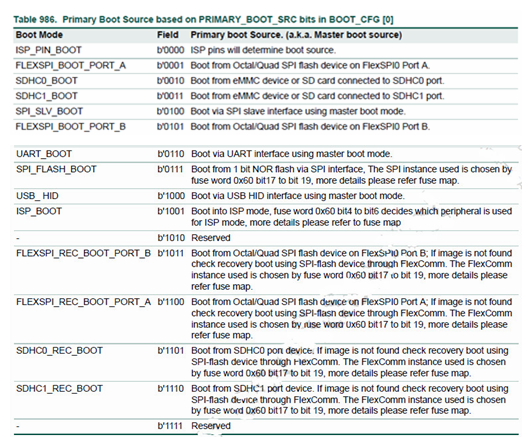 Table 986. Primary Boot Source based on PRIMARY_BOOT_SRC bits in BOOT_CFG [0]
Boot Mode Field Primary boot Source. (a.k.a. Master boot source)
ISP_PIN_BOOT b'0000 ISP pins will determine boot source.
FLEXSPI_BOOT_PORT_A b'0001 Boot from Octal/Quad SPI flash device on FlexSPI0 Port A.
SDHC0_BOOT b'0010 Boot from eMMC device or SD card connected to SDHC0 port.
SDHC1_BOOT b'0011 Boot from eMMC device or SD card connected to SDHC1 port.
SPI_SLV_BOOT b'0100 Boot via SPI slave interface using master boot mode.
FLEXSPI_BOOT_PORT_B b'0101 Boot from Octal/Quad SPI flash device on FlexSPI0 Port B.
UART_BOOT b'0110 Boot via UART interface using master boot mode.
SPI_FLASH_BOOT b'0111 Boot from 1 bit NOR flash via SPI interface, The SPI instance used is chosen by
fuse word 0x60 bit17 to bit 19, more details please refer fuse map.
USB_ HID b'1000 Boot via USB HID interface using master boot mode.
ISP_BOOT b'1001 Boot into ISP mode, fuse word 0x60 bit4 to bit6 decides which peripheral is used
for ISP mode, more details please refer to fuse map
- b'1010 Reserved
FLEXSPI_REC_BOOT_PORT_B b'1011 Boot from Octal/Quad SPI flash device on FlexSPI0 Port B; If image is not found
check recovery boot using SPI-flash device through FlexComm. The FlexComm
instance used is chosen by fuse word 0x60 bit17 to bit 19, more details please
refer fuse map.
FLEXSPI_REC_BOOT_PORT_A b'1100 Boot from Octal/Quad SPI flash device on FlexSPI0 Port A; If image is not found
check recovery boot using SPI-flash device through FlexComm. The FlexComm
instance used is chosen by fuse word 0x60 bit17 to bit 19, more details please
refer fuse map.
SDHC0_REC_BOOT b'1101 Boot from SDHC0 port device. If image is not found check recovery boot using
SPI-flash device through FlexComm. The FlexComm instance used is chosen
by fuse word 0x60 bit17 to bit 19, more details please refer fuse map.
SDHC1_REC_BOOT b'1110 Boot from SDHC1 port device. If image is not found check recovery boot using
SPI-flash device through FlexComm. The FlexComm instance used is chosen
by fuse word 0x60 bit17 to bit 19, more details please refer fuse map.
- b'1111 Reserved